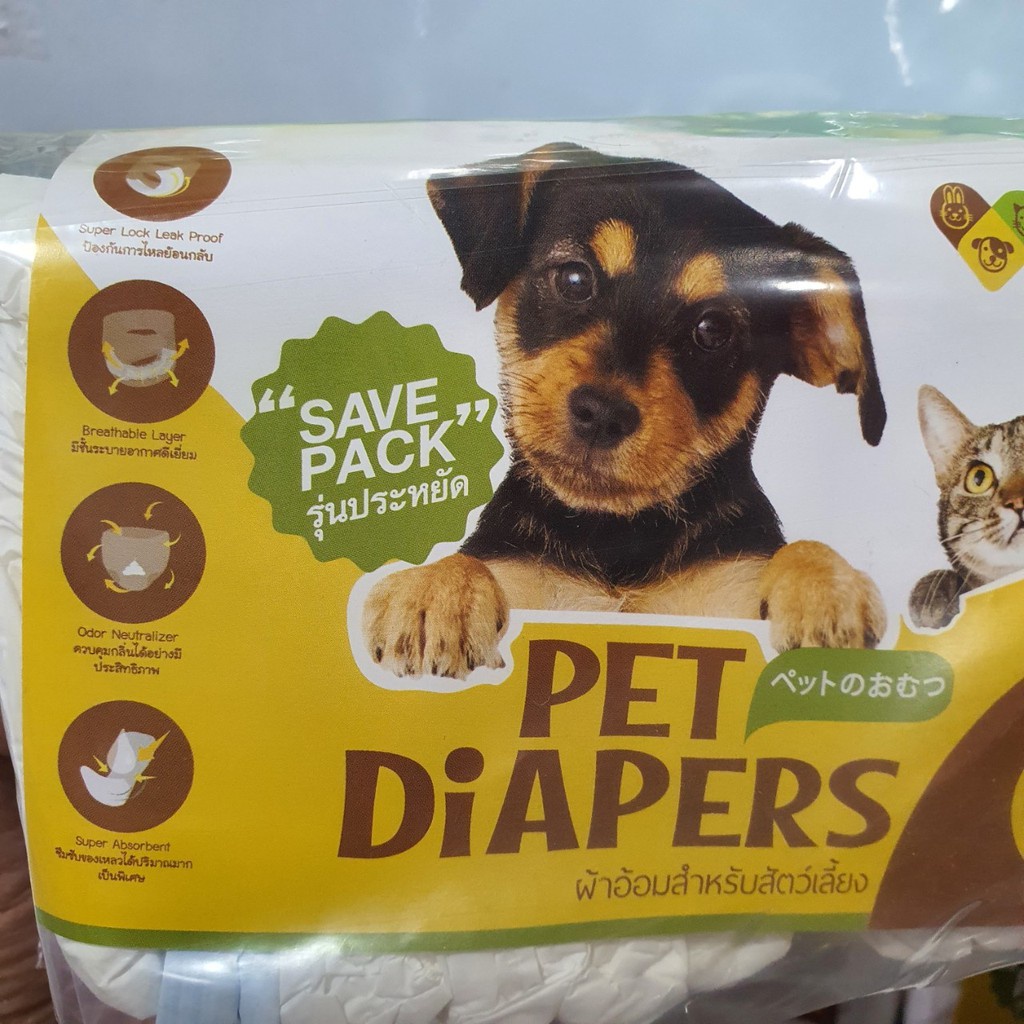 Super Lock Leak Proof
ป้องกันการไหลย้อนกลับ
Breathable Layer
มีชั้นระบายอากาศดีเยี่ยม
Odor Neutralizer
ควบคุมกลิ่นได้อย่างมี
ประสิทธิภาพ
Super Absorbent
ซึมซับของเหลวได้ปริมาณมาก
เป็นพิเศษ
“SAVE
PACK”
รุ่นประหยัด
PET
ペットのおむつ
DiAPERS
ผ้าอ้อมสำหรับสัตว์เลี้ยง